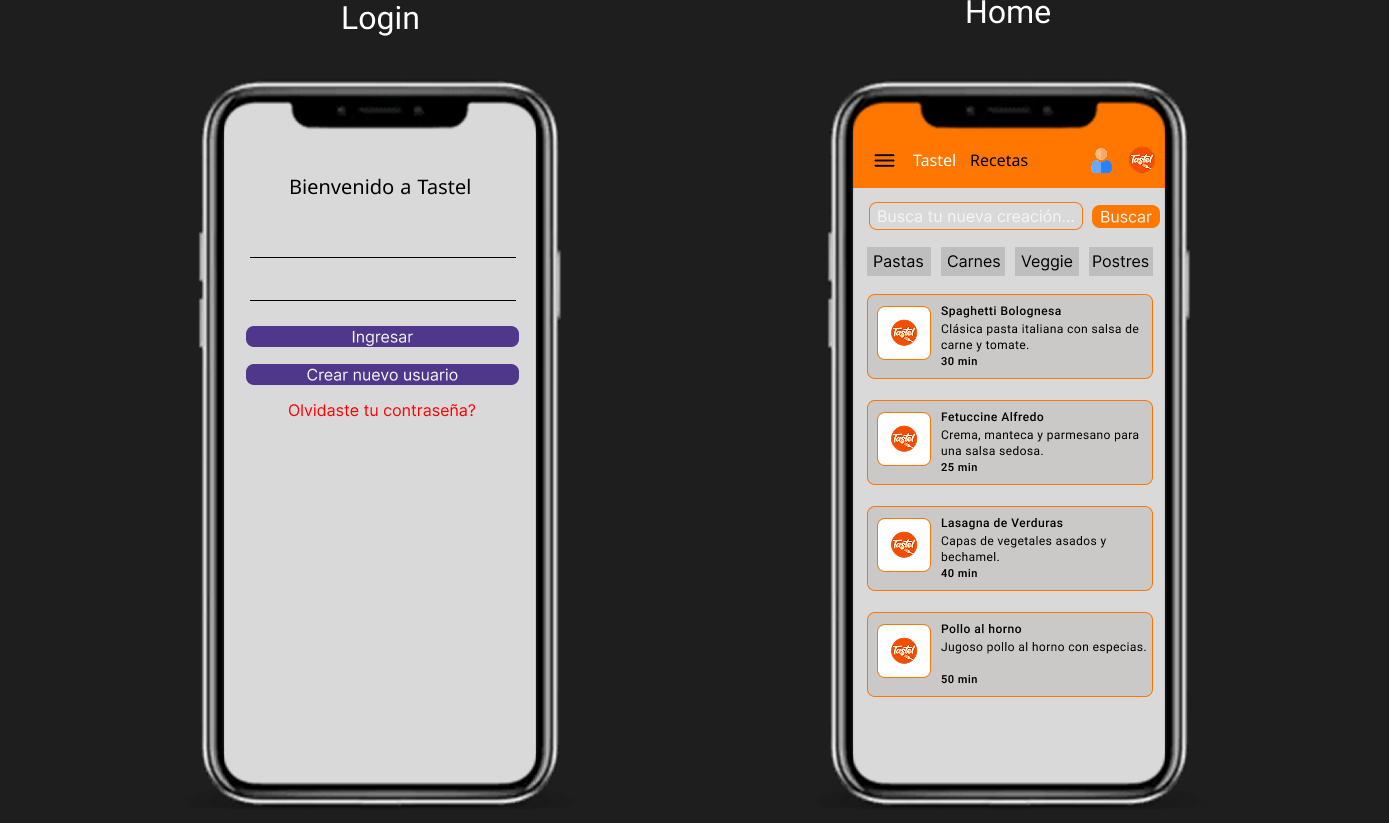 Login
Bienvenido a Tastel
Ingresar
Crear nuevo usuario
Olvidaste tu contraseña?
Home
Tastel Recetas Tastel
Busca tu nueva creación... Buscar
Pastas Carnes Veggie Postres
Tastel
Spaghetti Bolognesa
Clásica pasta italiana con salsa de
carne y tomate.
30 min
Tastel
Fetuccine Alfredo
Crema, manteca y parmesano para
una salsa sedosa.
25 min
Tastel
Lasagna de Verduras
Capas de vegetales asados y
bechamel.
40 min
Tastel
Pollo al horno
Jugoso pollo al horno con especias.
50 min